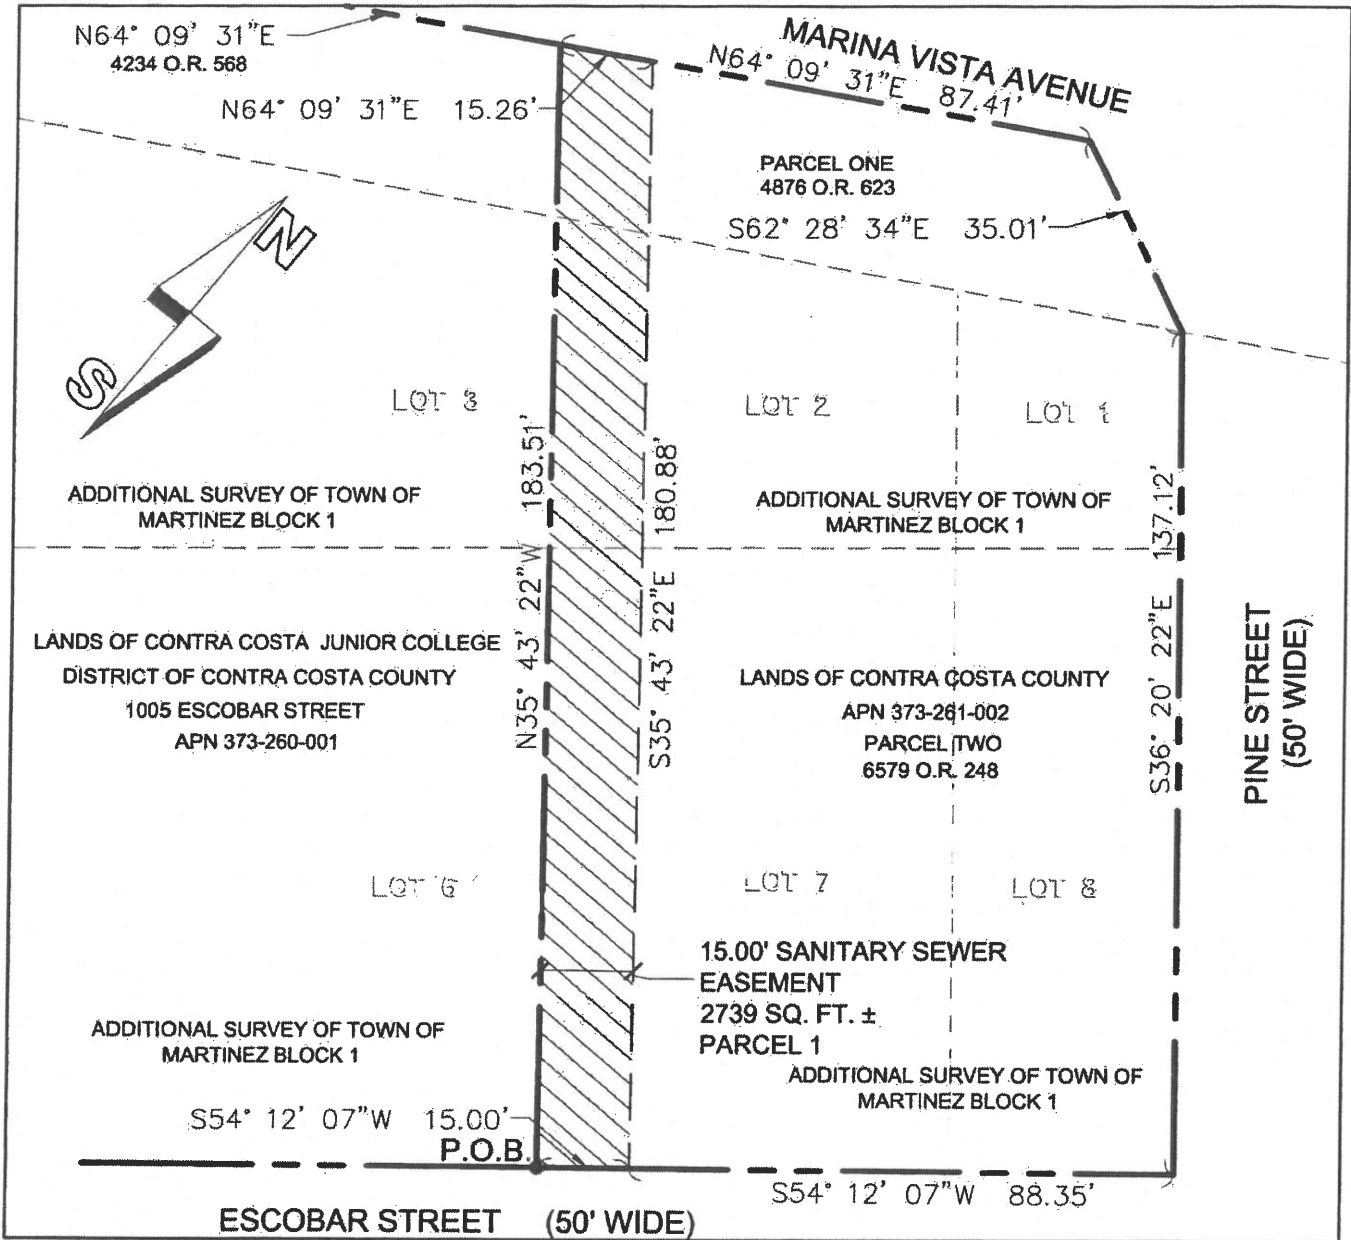 N64° 09' 31"E
4234 O.R. 568
MARINA VISTA AVENUE
N64° 09' 31"E 87.41'
N64° 09' 31"E 15.26'
PARCEL ONE
4876 O.R. 623
S62° 28' 34"E 35.01'
N
S
LOT 3
LOT 2
LOT 1
ADDITIONAL SURVEY OF TOWN OF
MARTINEZ BLOCK 1
N35° 43' 22"W 183.51'
S35° 43' 22"E 180.88'
ADDITIONAL SURVEY OF TOWN OF
MARTINEZ BLOCK 1
S36° 20' 22"E 137.12'
PINE STREET
(50' WIDE)
LANDS OF CONTRA COSTA JUNIOR COLLEGE
DISTRICT OF CONTRA COSTA COUNTY
1005 ESCOBAR STREET
APN 373-260-001
LANDS OF CONTRA COSTA COUNTY
APN 373-261-002
PARCEL TWO
6579 O.R. 248
LOT 6
LOT 7
LOT 8
15.00' SANITARY SEWER
EASEMENT
2739 SQ. FT. ±
PARCEL 1
ADDITIONAL SURVEY OF TOWN OF
MARTINEZ BLOCK 1
ADDITIONAL SURVEY OF TOWN OF
MARTINEZ BLOCK 1
S54° 12' 07"W 15.00'
P.O.B.
S54° 12' 07"W 88.35'
ESCOBAR STREET (50' WIDE)